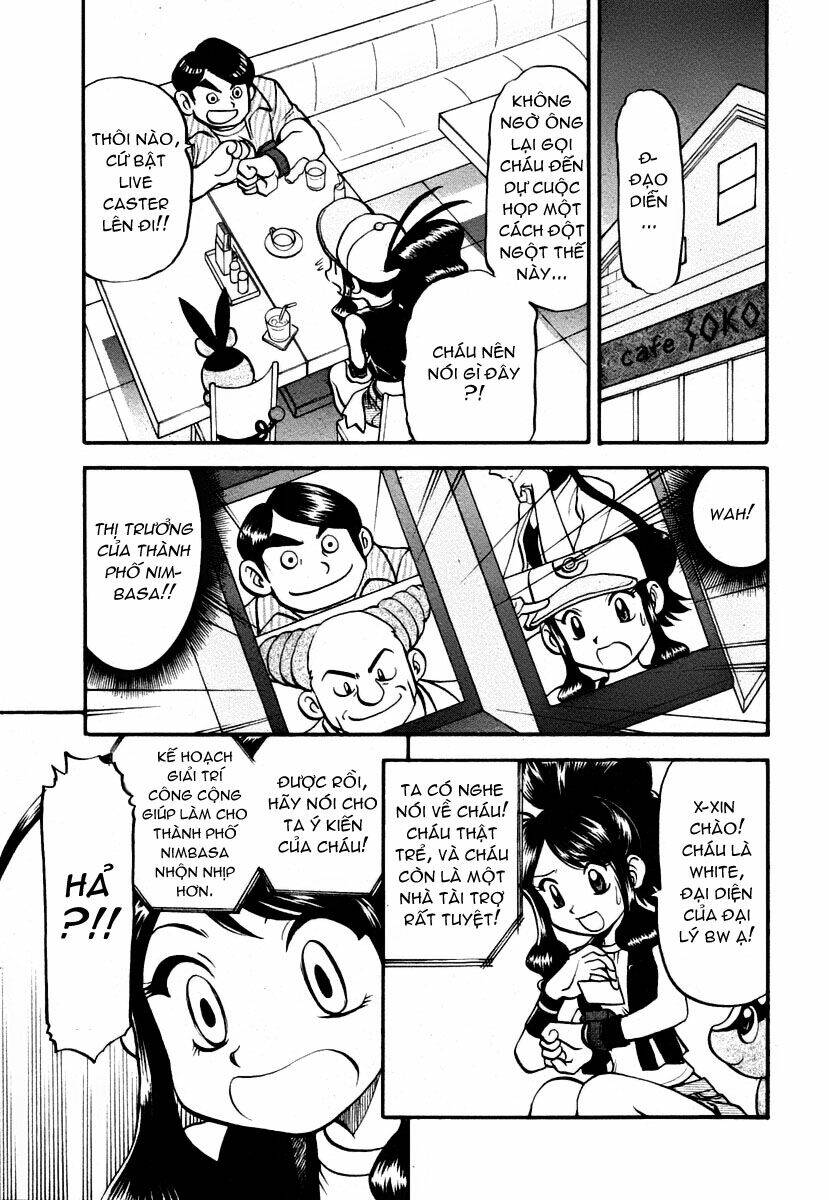 Đ-
ĐẠO
DIỄN
...
cafe SOKO
KHÔNG
NGỜ ÔNG
LẠI GỌI
CHÁU ĐẾN
DỰ CUỘC
HỌP MỘT
CÁCH ĐỘT
NGỘT THẾ
NÀY...
CHÁU NÊN
NÓI GÌ ĐÂY
?!
THÔI NÀO,
CỨ BẬT
LIVE
CASTER
LÊN ĐI!!
WAH!
THỊ TRƯỞNG
CỦA THÀNH
PHỐ NIM-
BASA!!
X-XIN
CHÀO!
CHÁU LÀ
WHITE,
ĐẠI DIỆN
CỦA ĐẠI
LÝ BW Ạ!
TA CÓ NGHE
NÓI VỀ CHÁU!
CHÁU THẬT
TRẺ, VÀ CHÁU
CÒN LÀ MỘT
NHÀ TÀI TRỢ
RẤT TUYỆT!
ĐƯỢC RỒI,
HÃY NÓI CHO
TA Ý KIẾN
CỦA CHÁU!
KẾ HOẠCH
GIẢI TRÍ
CÔNG CỘNG
GIÚP LÀM CHO
THÀNH PHỐ
NIMBASA
NHỘN NHỊP
HƠN.
HẢ
?!!